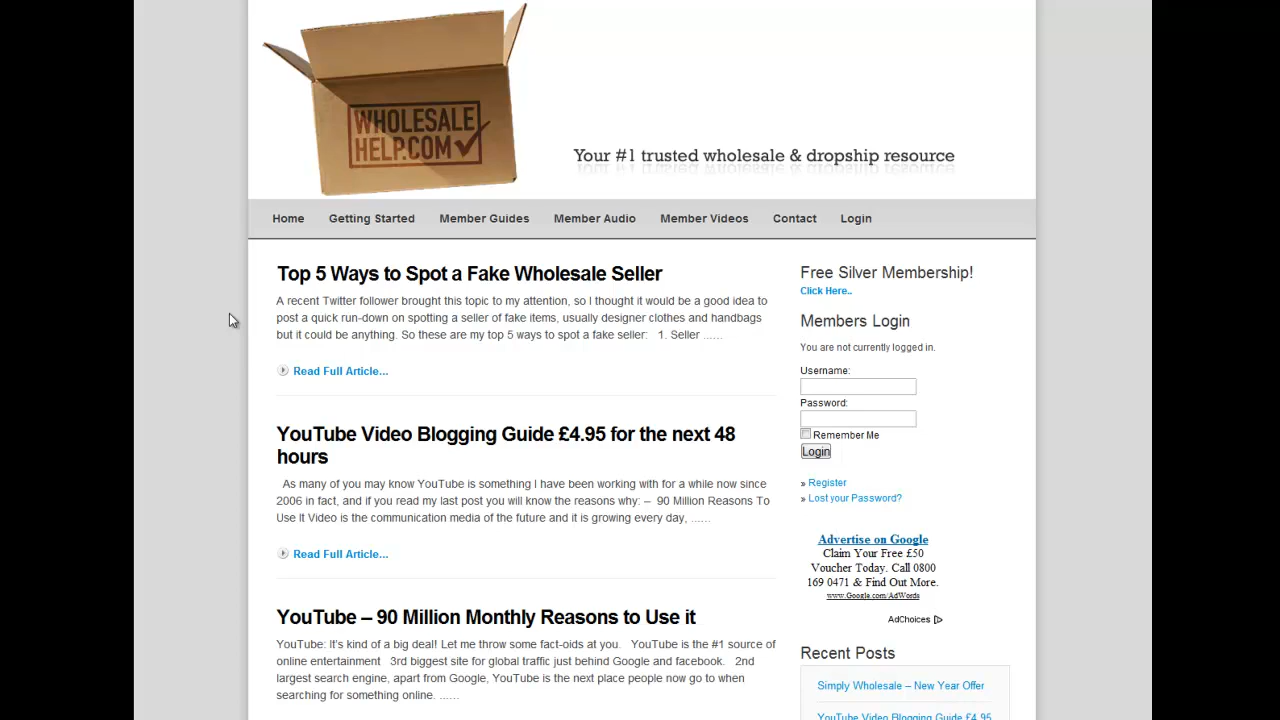 WHOLESALE
HELP.COM
Your #1 trusted wholesale & dropship resource
Home Getting Started Member Guides Member Audio Member Videos Contact Login
Top 5 Ways to Spot a Fake Wholesale Seller
A recent Twitter follower brought this topic to my attention, so I thought it would be a good idea to
post a quick run-down on spotting a seller of fake items, usually designer clothes and handbags
but it could be anything. So these are my top 5 ways to spot a fake seller: 1. Seller ……
Read Full Article...
YouTube Video Blogging Guide £4.95 for the next 48
hours
As many of you may know YouTube is something I have been working with for a while now since
2006 in fact, and if you read my last post you will know the reasons why: – 90 Million Reasons To
Use It Video is the communication media of the future and it is growing every day, ……
Read Full Article...
YouTube – 90 Million Monthly Reasons to Use it
YouTube: It's kind of a big deal! Let me throw some fact-oids at you. YouTube is the #1 source of
online entertainment 3rd biggest site for global traffic just behind Google and facebook. 2nd
largest search engine, apart from Google, YouTube is the next place people now go to when
searching for something online. ……
Free Silver Membership!
Click Here..
Members Login
You are not currently logged in.
Username:
Password:
Remember Me
Login
» Register
» Lost your Password?
Advertise on Google
Claim Your Free £50
Voucher Today. Call 0800
169 0471 & Find Out More.
www.Google.com/AdWords
AdChoices
Recent Posts
Simply Wholesale – New Year Offer
YouTube Video Blogging Guide £4.95